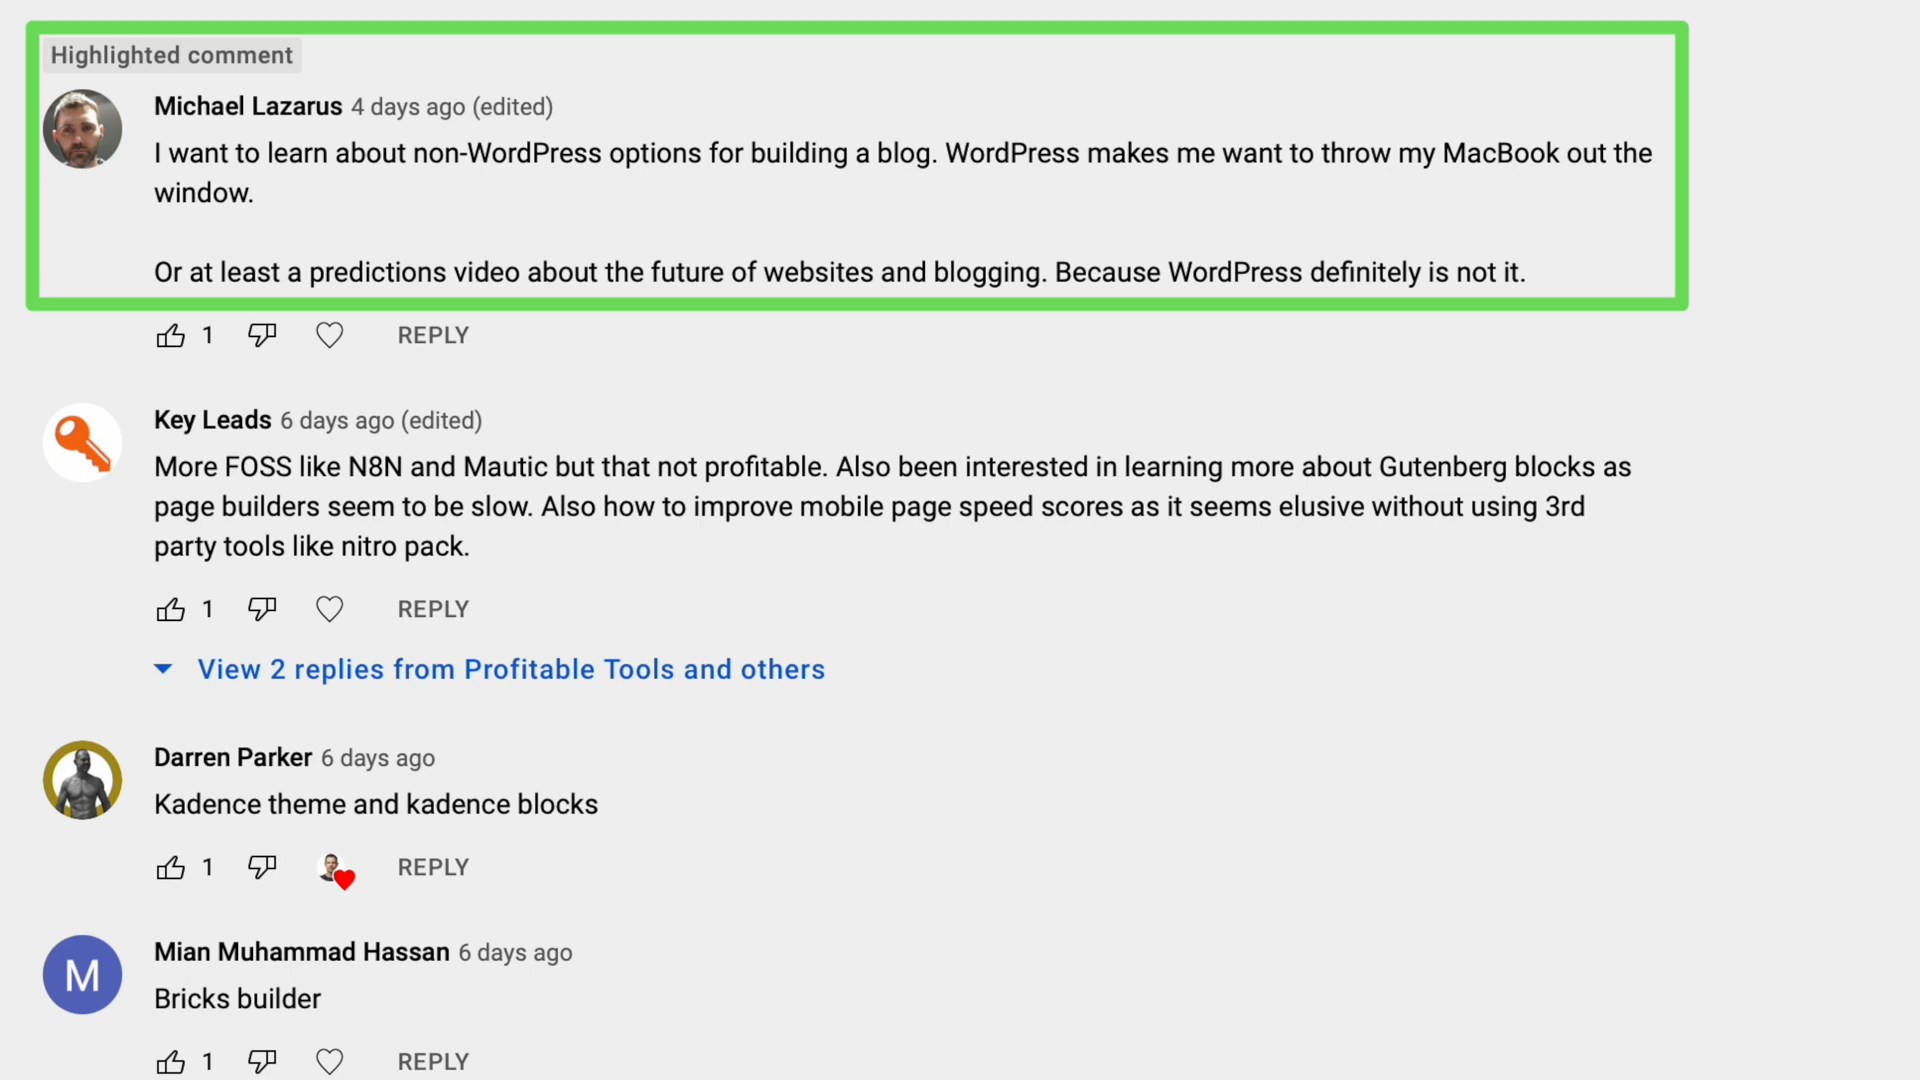 Highlighted comment
Michael Lazarus 4 days ago (edited)
I want to learn about non-WordPress options for building a blog. WordPress makes me want to throw my MacBook out the
window.
Or at least a predictions video about the future of websites and blogging. Because WordPress definitely is not it.
1 REPLY
Key Leads 6 days ago (edited)
More FOSS like N8N and Mautic but that not profitable. Also been interested in learning more about Gutenberg blocks as
page builders seem to be slow. Also how to improve mobile page speed scores as it seems elusive without using 3rd
party tools like nitro pack.
1 REPLY
View 2 replies from Profitable Tools and others
Darren Parker 6 days ago
Kadence theme and kadence blocks
1 REPLY
M
Mian Muhammad Hassan 6 days ago
Bricks builder
1 REPLY